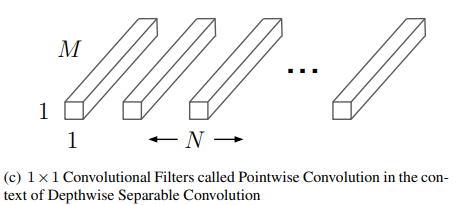 M
1
1
← N →
...
(c) 1 × 1 Convolutional Filters called Pointwise Convolution in the con-
text of Depthwise Separable Convolution